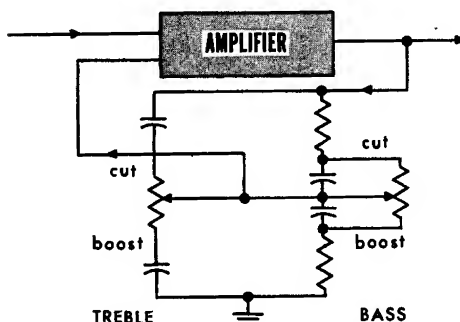 AMPLIFIER
cut
cut
boost
boost
TREBLE
BASS